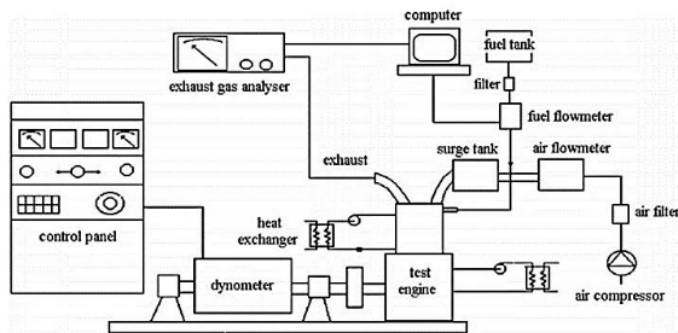 computer
fuel tank
exhaust gas analyser
filter
fuel flowmeter
surge tank
air flowmeter
exhaust
heat
exchanger
air filter
control panel
dynometer
test
engine
air compressor